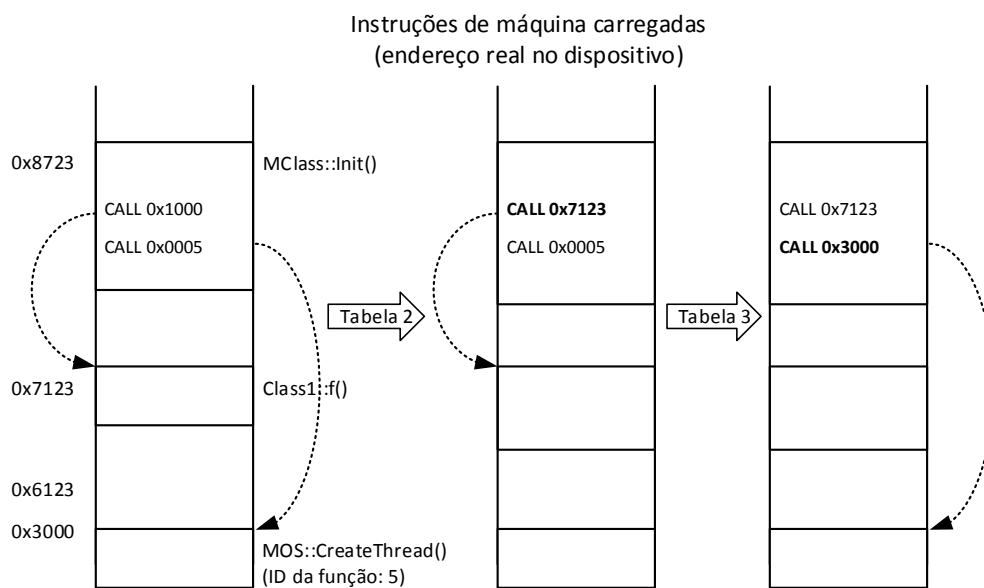 Instruções de máquina carregadas
(endereço real no dispositivo)
0x8723
MClass::Init()
CALL 0x1000
CALL 0x0005
CALL 0x7123
CALL 0x0005
CALL 0x7123
CALL 0x3000
Tabela 2
Tabela 3
0x7123
Class1::f()
0x6123
0x3000
MOS::CreateThread()
(ID da função: 5)